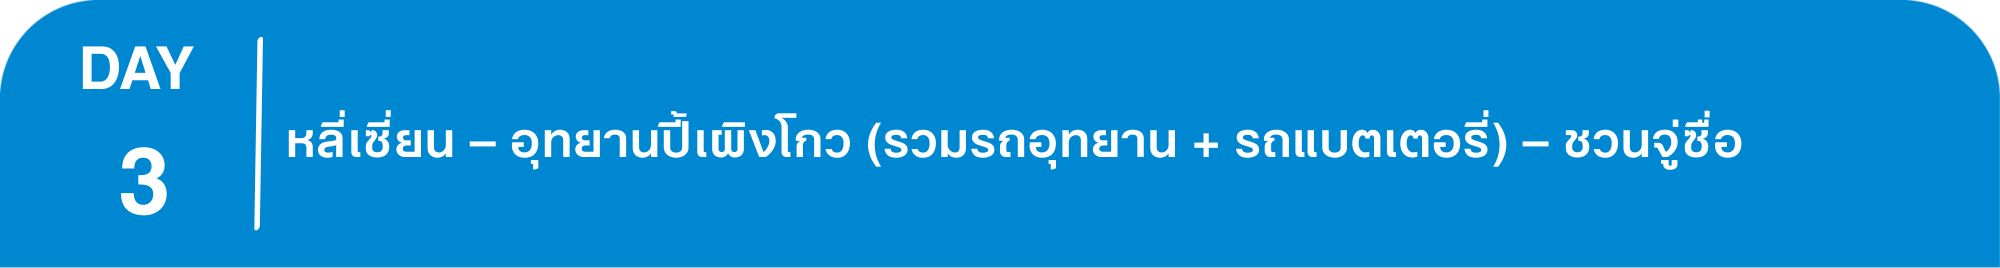 DAY
3
หลี่เซี่ยน – อุทยานปี้เผิงโกว (รวมรถอุทยาน + รถแบตเตอรี่) – ชวนจู่ซื่อ